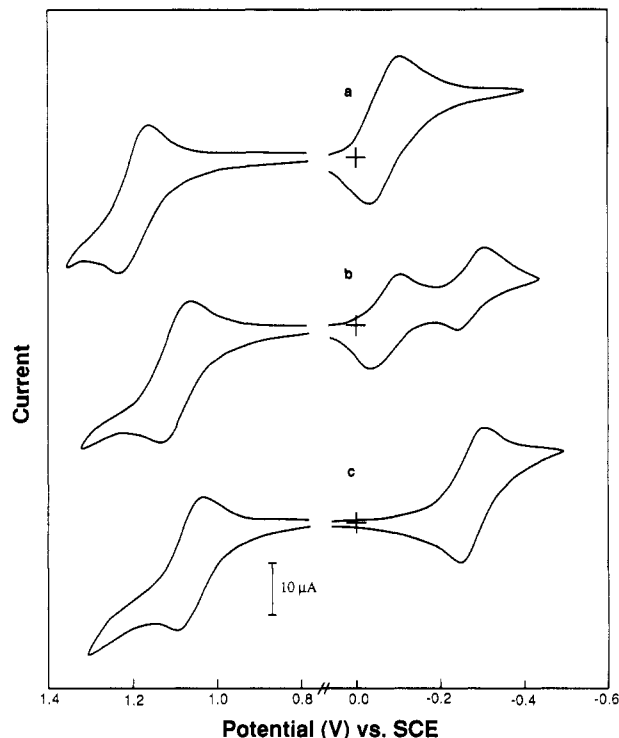 a
b
c
Current
10 μA
1.4 1.2 1.0 0.8 // 0.0 -0.2 -0.4 -0.6
Potential (V) vs. SCE